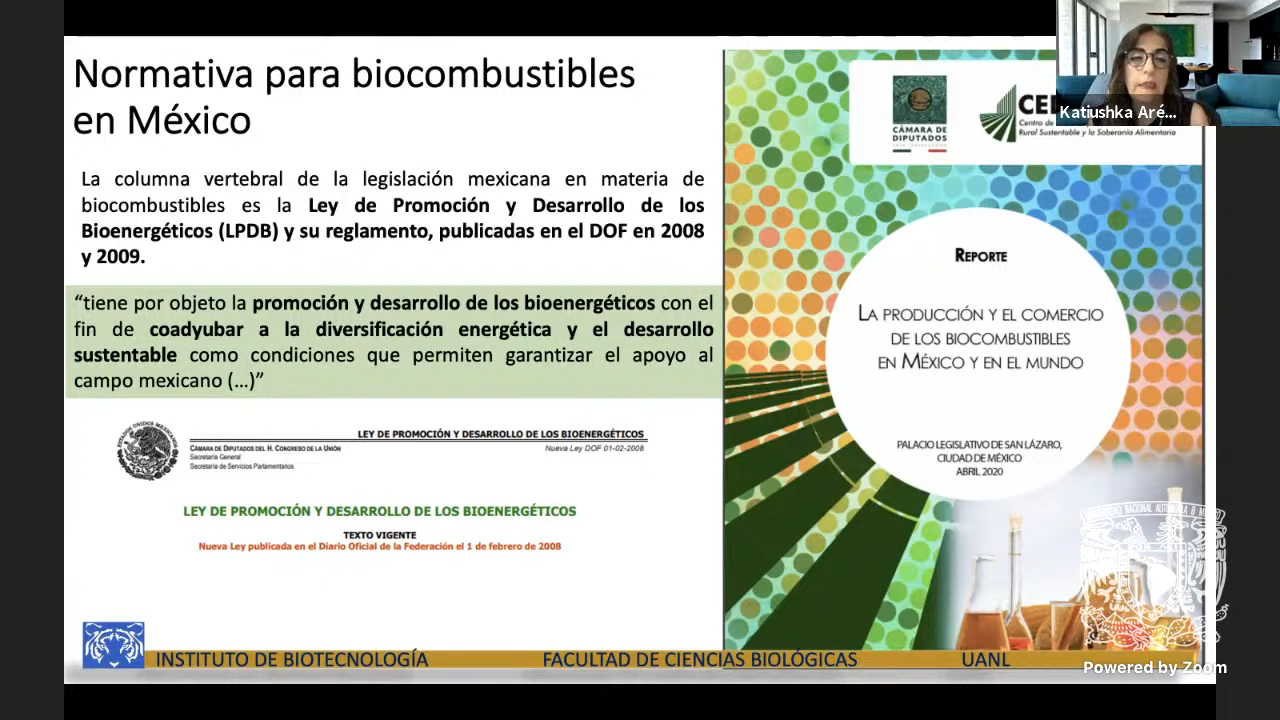 Normativa para biocombustibles
en México
La columna vertebral de la legislación mexicana en materia de
biocombustibles es la Ley de Promoción y Desarrollo de los
Bioenergéticos (LPDB) y su reglamento, publicadas en el DOF en 2008
y 2009.
“tiene por objeto la promoción y desarrollo de los bioenergéticos con el
fin de coadyubar a la diversificación energética y el desarrollo
sustentable como condiciones que permiten garantizar el apoyo al
campo mexicano (…)”
ESTADOS UNIDOS MEXICANOS
LEY DE PROMOCIÓN Y DESARROLLO DE LOS BIOENERGÉTICOS
CÁMARA DE DIPUTADOS DEL H. CONGRESO DE LA UNIÓN
Nueva Ley DOF 01-02-2008
Secretaría General
Secretaría de Servicios Parlamentarios
LEY DE PROMOCIÓN Y DESARROLLO DE LOS BIOENERGÉTICOS
TEXTO VIGENTE
Nueva Ley publicada en el Diario Oficial de la Federación el 1 de febrero de 2008
CÁMARA DE
DIPUTADOS
Centro de
Rural Sustentable y la Soberanía Alimentaria
Katiushka Aré...
REPORTE
LA PRODUCCIÓN Y EL COMERCIO
DE LOS BIOCOMBUSTIBLES
EN MÉXICO Y EN EL MUNDO
PALACIO LEGISLATIVO DE SAN LÁZARO,
CIUDAD DE MÉXICO
ABRIL 2020
INSTITUTO DE BIOTECNOLOGÍA FACULTAD DE CIENCIAS BIOLÓGICAS UANL
Powered by Zoom